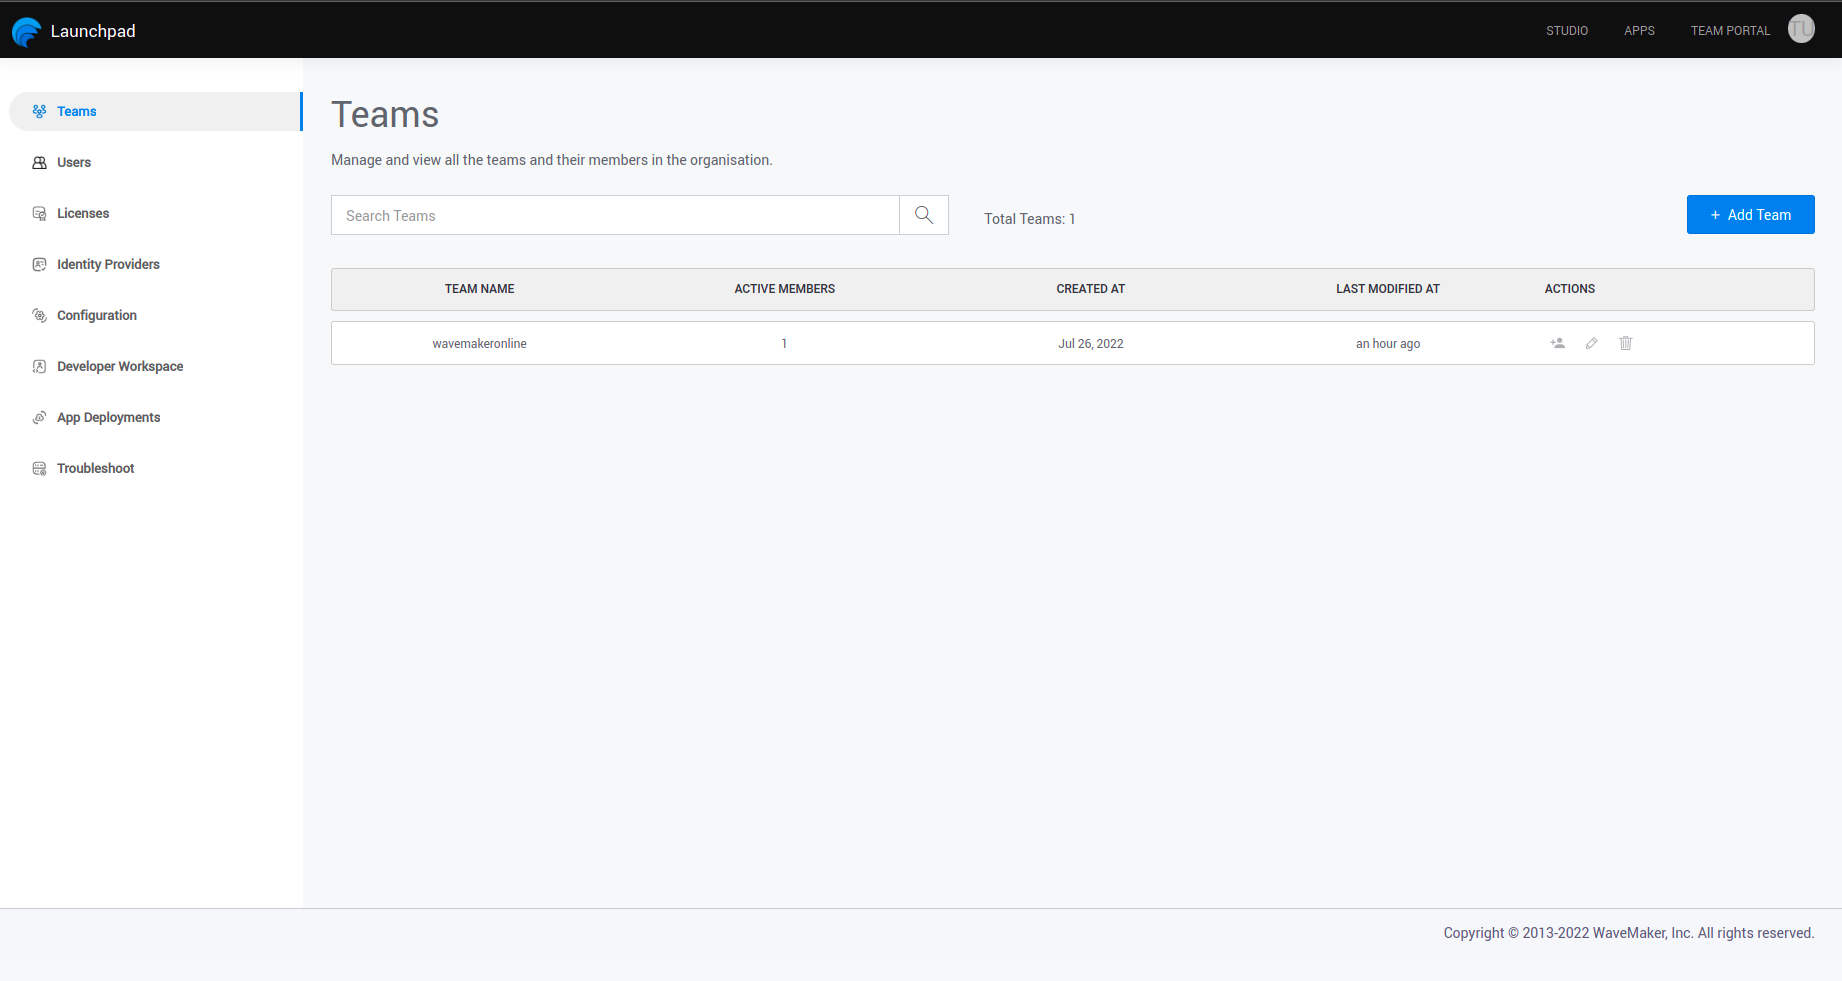 Launchpad
STUDIO
APPS
TEAM PORTAL
TU
Teams
Users
Licenses
Identity Providers
Configuration
Developer Workspace
App Deployments
Troubleshoot
Teams
Manage and view all the teams and their members in the organisation.
Search Teams
Total Teams: 1
+ Add Team
TEAM NAME ACTIVE MEMBERS CREATED AT LAST MODIFIED AT ACTIONS
wavemakeronline 1 Jul 26, 2022 an hour ago
Copyright © 2013-2022 WaveMaker, Inc. All rights reserved.